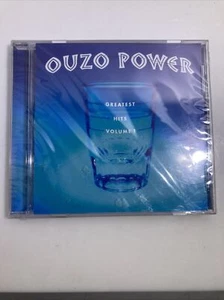 OUZO POWER
GREATEST
HITS
VOLUME 1